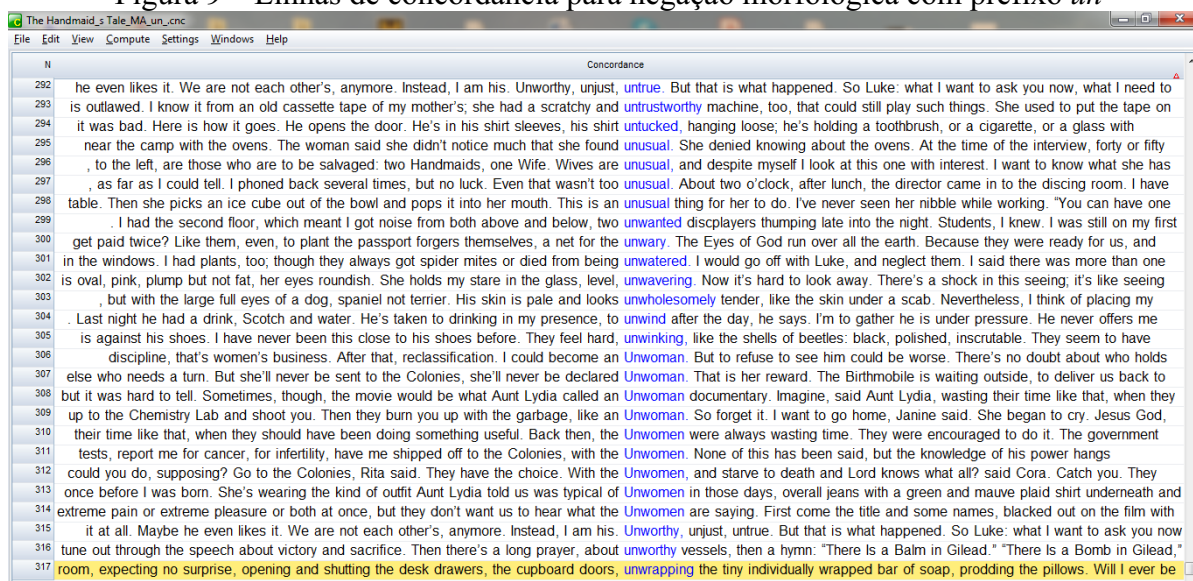 Figura 9 – Linhas de concordância para negação morfológica com prefixo un
The Handmaid_s Tale_MA_un_.cnc
File Edit View Compute Settings Windows Help
N Concordance
292 he even likes it. We are not each other's, anymore. Instead, I am his. Unworthy, unjust, untrue. But that is what happened. So Luke: what I want to ask you now, what I need to
293 is outlawed. I know it from an old cassette tape of my mother's; she had a scratchy and untrustworthy machine, too, that could still play such things. She used to put the tape on
294 it was bad. Here is how it goes. He opens the door. He's in his shirt sleeves, his shirt untucked, hanging loose; he's holding a toothbrush, or a cigarette, or a glass with
295 near the camp with the ovens. The woman said she didn't notice much that she found unusual. She denied knowing about the ovens. At the time of the interview, forty or fifty
296 , to the left, are those who are to be salvaged: two Handmaids, one Wife. Wives are unusual, and despite myself I look at this one with interest. I want to know what she has
297 , as far as I could tell. I phoned back several times, but no luck. Even that wasn't too unusual. About two o'clock, after lunch, the director came in to the discing room. I have
298 table. Then she picks an ice cube out of the bowl and pops it into her mouth. This is an unusual thing for her to do. I've never seen her nibble while working. "You can have one
299 . I had the second floor, which meant I got noise from both above and below, two unwanted discplayers thumping late into the night. Students, I knew. I was still on my first
300 get paid twice? Like them, even, to plant the passport forgers themselves, a net for the unwary. The Eyes of God run over all the earth. Because they were ready for us, and
301 in the windows. I had plants, too; though they always got spider mites or died from being unwatered. I would go off with Luke, and neglect them. I said there was more than one
302 is oval, pink, plump but not fat, her eyes roundish. She holds my stare in the glass, level, unwavering. Now it's hard to look away. There's a shock in this seeing; it's like seeing
303 , but with the large full eyes of a dog, spaniel not terrier. His skin is pale and looks unwholesomely tender, like the skin under a scab. Nevertheless, I think of placing my
304 . Last night he had a drink, Scotch and water. He's taken to drinking in my presence, to unwind after the day, he says. I'm to gather he is under pressure. He never offers me
305 is against his shoes. I have never been this close to his shoes before. They feel hard, unwinking, like the shells of beetles: black, polished, inscrutable. They seem to have
306 discipline, that's women's business. After that, reclassification. I could become an Unwoman. But to refuse to see him could be worse. There's no doubt about who holds
307 else who needs a turn. But she'll never be sent to the Colonies, she'll never be declared Unwoman. That is her reward. The Birthmobile is waiting outside, to deliver us back to
308 but it was hard to tell. Sometimes, though, the movie would be what Aunt Lydia called an Unwoman documentary. Imagine, said Aunt Lydia, wasting their time like that, when they
309 up to the Chemistry Lab and shoot you. Then they burn you up with the garbage, like an Unwoman. So forget it. I want to go home, Janine said. She began to cry. Jesus God,
310 their time like that, when they should have been doing something useful. Back then, the Unwomen were always wasting time. They were encouraged to do it. The government
311 tests, report me for cancer, for infertility, have me shipped off to the Colonies, with the Unwomen. None of this has been said, but the knowledge of his power hangs
312 could you do, supposing? Go to the Colonies, Rita said. They have the choice. With the Unwomen, and starve to death and Lord knows what all? said Cora. Catch you. They
313 once before I was born. She's wearing the kind of outfit Aunt Lydia told us was typical of Unwomen in those days, overall jeans with a green and mauve plaid shirt underneath and
314 extreme pain or extreme pleasure or both at once, but they don't want us to hear what the Unwomen are saying. First come the title and some names, blacked out on the film with
315 it at all. Maybe he even likes it. We are not each other's, anymore. Instead, I am his. Unworthy, unjust, untrue. But that is what happened. So Luke: what I want to ask you now
316 tune out through the speech about victory and sacrifice. Then there's a long prayer, about unworthy vessels, then a hymn: "There Is a Balm in Gilead." "There Is a Bomb in Gilead,"
317 room, expecting no surprise, opening and shutting the desk drawers, the cupboard doors, unwrapping the tiny individually wrapped bar of soap, prodding the pillows. Will I ever be